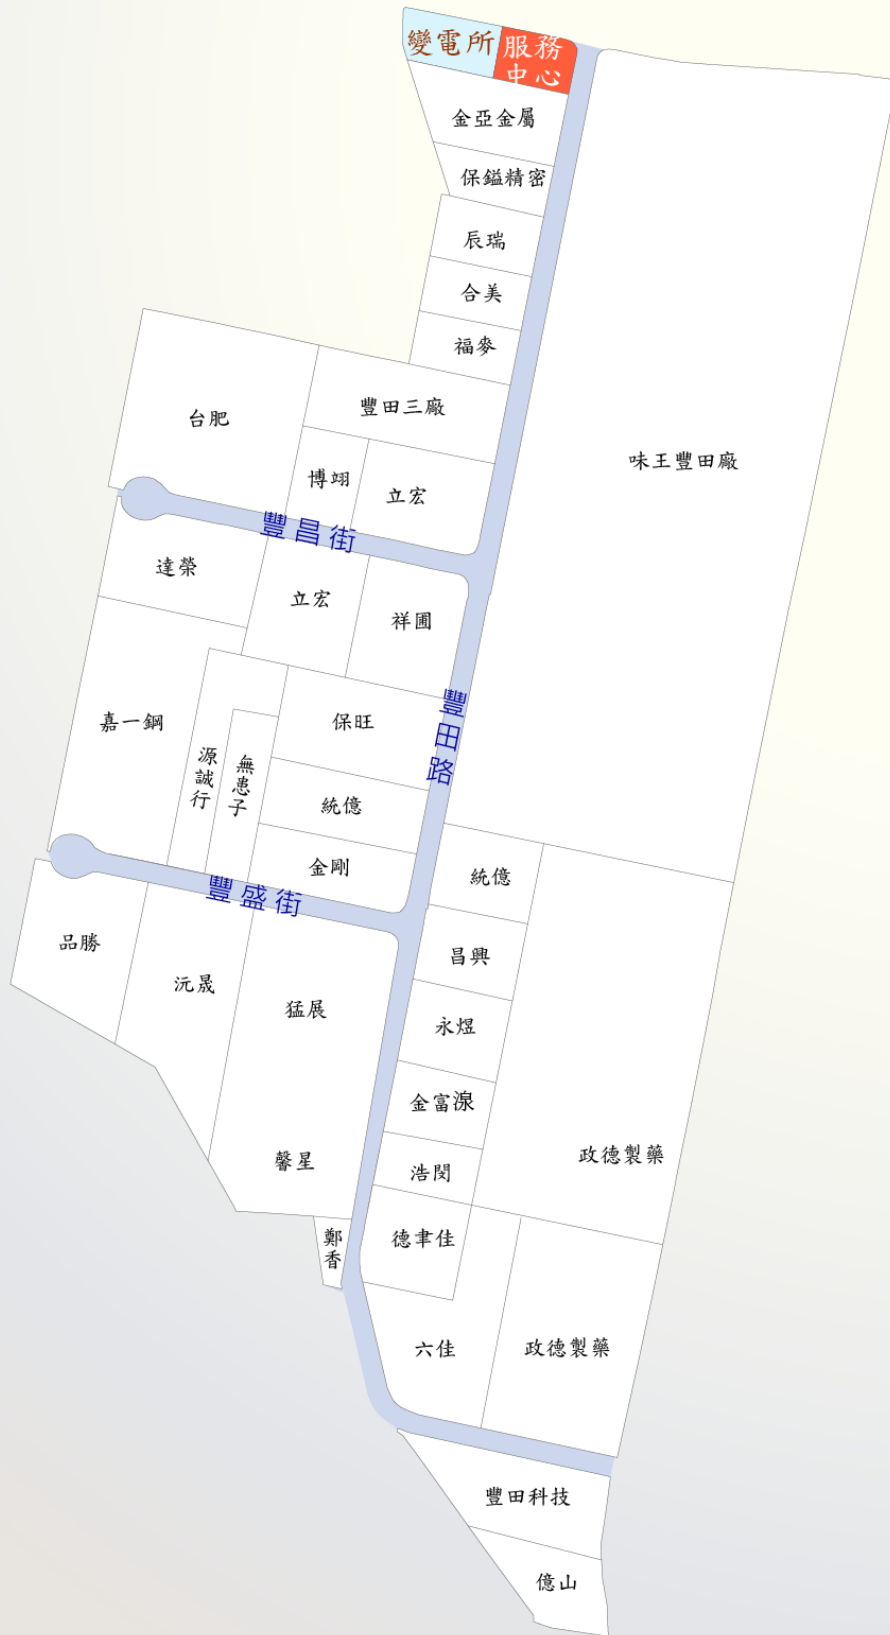 變電所
服務
中心
金亞金屬
保鎰精密
辰瑞
合美
福麥
台肥
豐田三廠
味王豐田廠
博翊
立宏
豐昌街
達榮
立宏
祥圃
嘉一鋼
源誠行
無患子
保旺
豐田路
統億
金剛
統億
豐盛街
品勝
沅晟
猛展
昌興
永煜
金富湶
馨星
浩閔
政德製藥
鄭香
德聿佳
六佳
政德製藥
豐田科技
億山